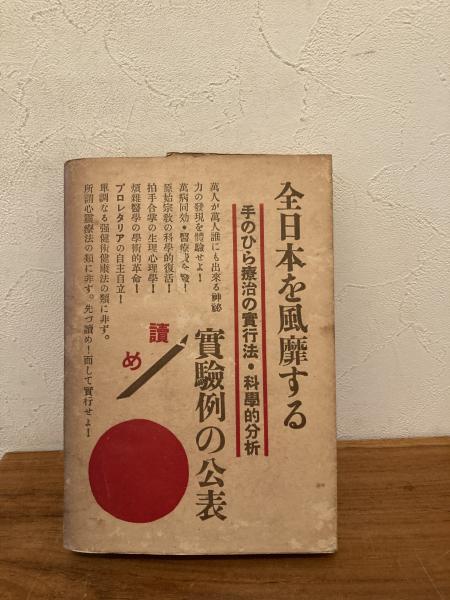 全日本を風靡する
手のひら療治の實行法・科學的分析
實驗例の公表
讀め
萬人が萬人誰にも出來る神祕
力の發現を體驗せよ！
萬病同効・醫療
原始宗敎の科學的復活！
拍手合掌の生理心理學！
煩雜醫學の學術的革命！
プロレタリアの自主自立！
單調なる强健術健康法の類に非ず。
所謂心靈療法の類に非ず。先づ讀め！而して實行せよ！